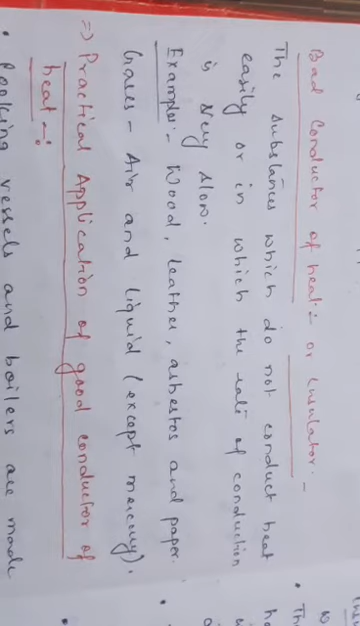 Bad Conductor of heat :- or Insulator. -
The substances which do not conduct heat
easily or in which the rate of conduction
is very slow.
Example :- Wood, leather, asbestos and paper.
Gases - Air and liquid (except mercury).
=> Practical Application of good conductor of
heat -:
• Cooking vessels and boilers are made